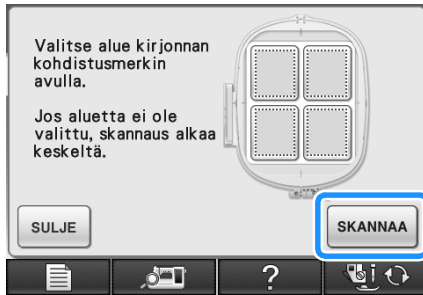 Valitse alue kirjonnan
kohdistusmerkin
avulla.
Jos aluetta ei ole
valittu, skannaus alkaa
keskeltä.
SULJE
SKANNAA
?